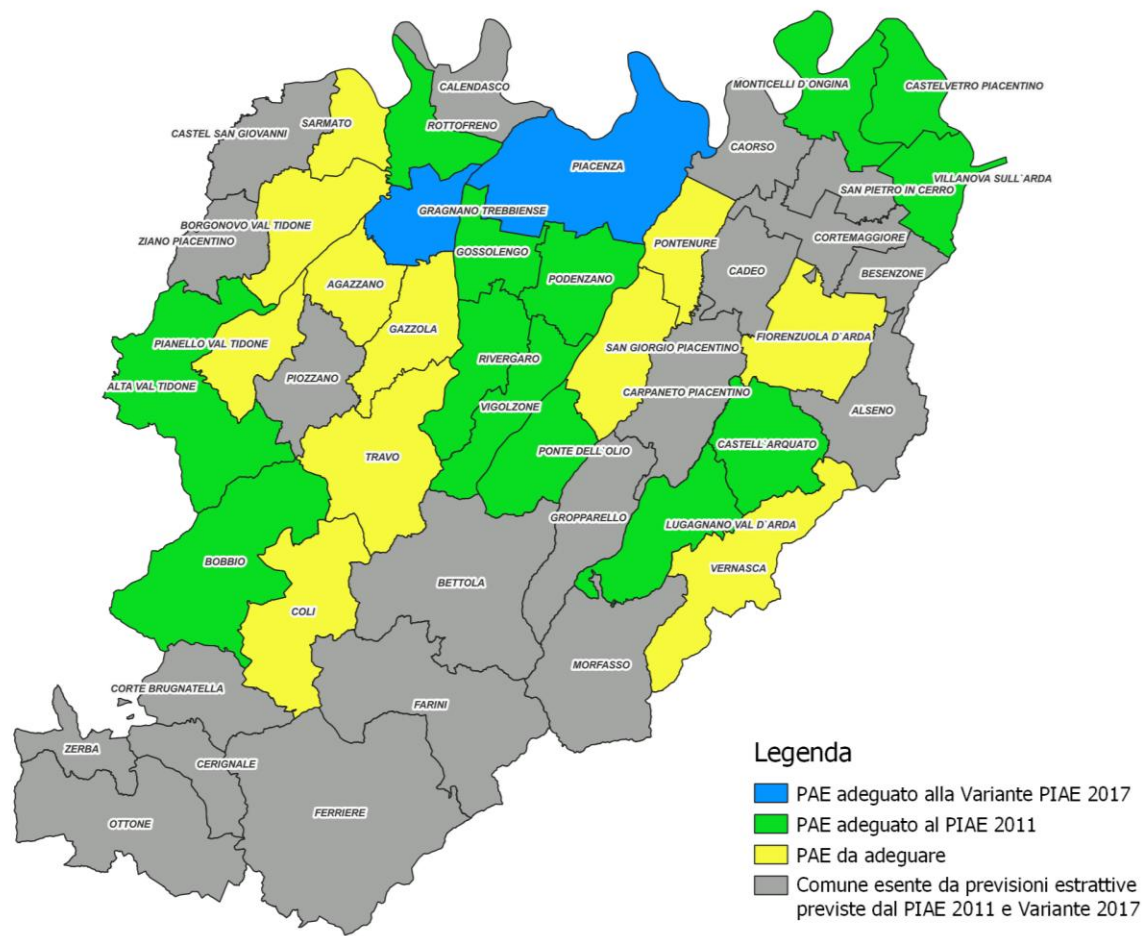 CALENDASCO
MONTICELLI D`ONGINA
CASTELVETRO PIACENTINO
SARMATO
ROTTOFRENO
CASTEL SAN GIOVANNI
CAORSO
PIACENZA
VILLANOVA SULL`ARDA
SAN PIETRO IN CERRO
GRAGNANO TREBBIENSE
BORGONOVO VAL TIDONE
ZIANO PIACENTINO
CORTEMAGGIORE
PONTENURE
GOSSOLENGO
CADEO
BESENZONE
PODENZANO
AGAZZANO
GAZZOLA
FIORENZUOLA D`ARDA
PIANELLO VAL TIDONE
SAN GIORGIO PIACENTINO
RIVERGARO
PIOZZANO
ALTA VAL TIDONE
CARPANETO PIACENTINO
VIGOLZONE
ALSENO
CASTELL`ARQUATO
PONTE DELL`OLIO
TRAVO
GROPPARELLO
LUGAGNANO VAL D`ARDA
BOBBIO
VERNASCA
BETTOLA
COLI
MORFASSO
CORTE BRUGNATELLA
FARINI
ZERBA
CERIGNALE
FERRIERE
OTTONE
Legenda
PAE adeguato alla Variante PIAE 2017
PAE adeguato al PIAE 2011
PAE da adeguare
Comune esente da previsioni estrattive
previste dal PIAE 2011 e Variante 2017